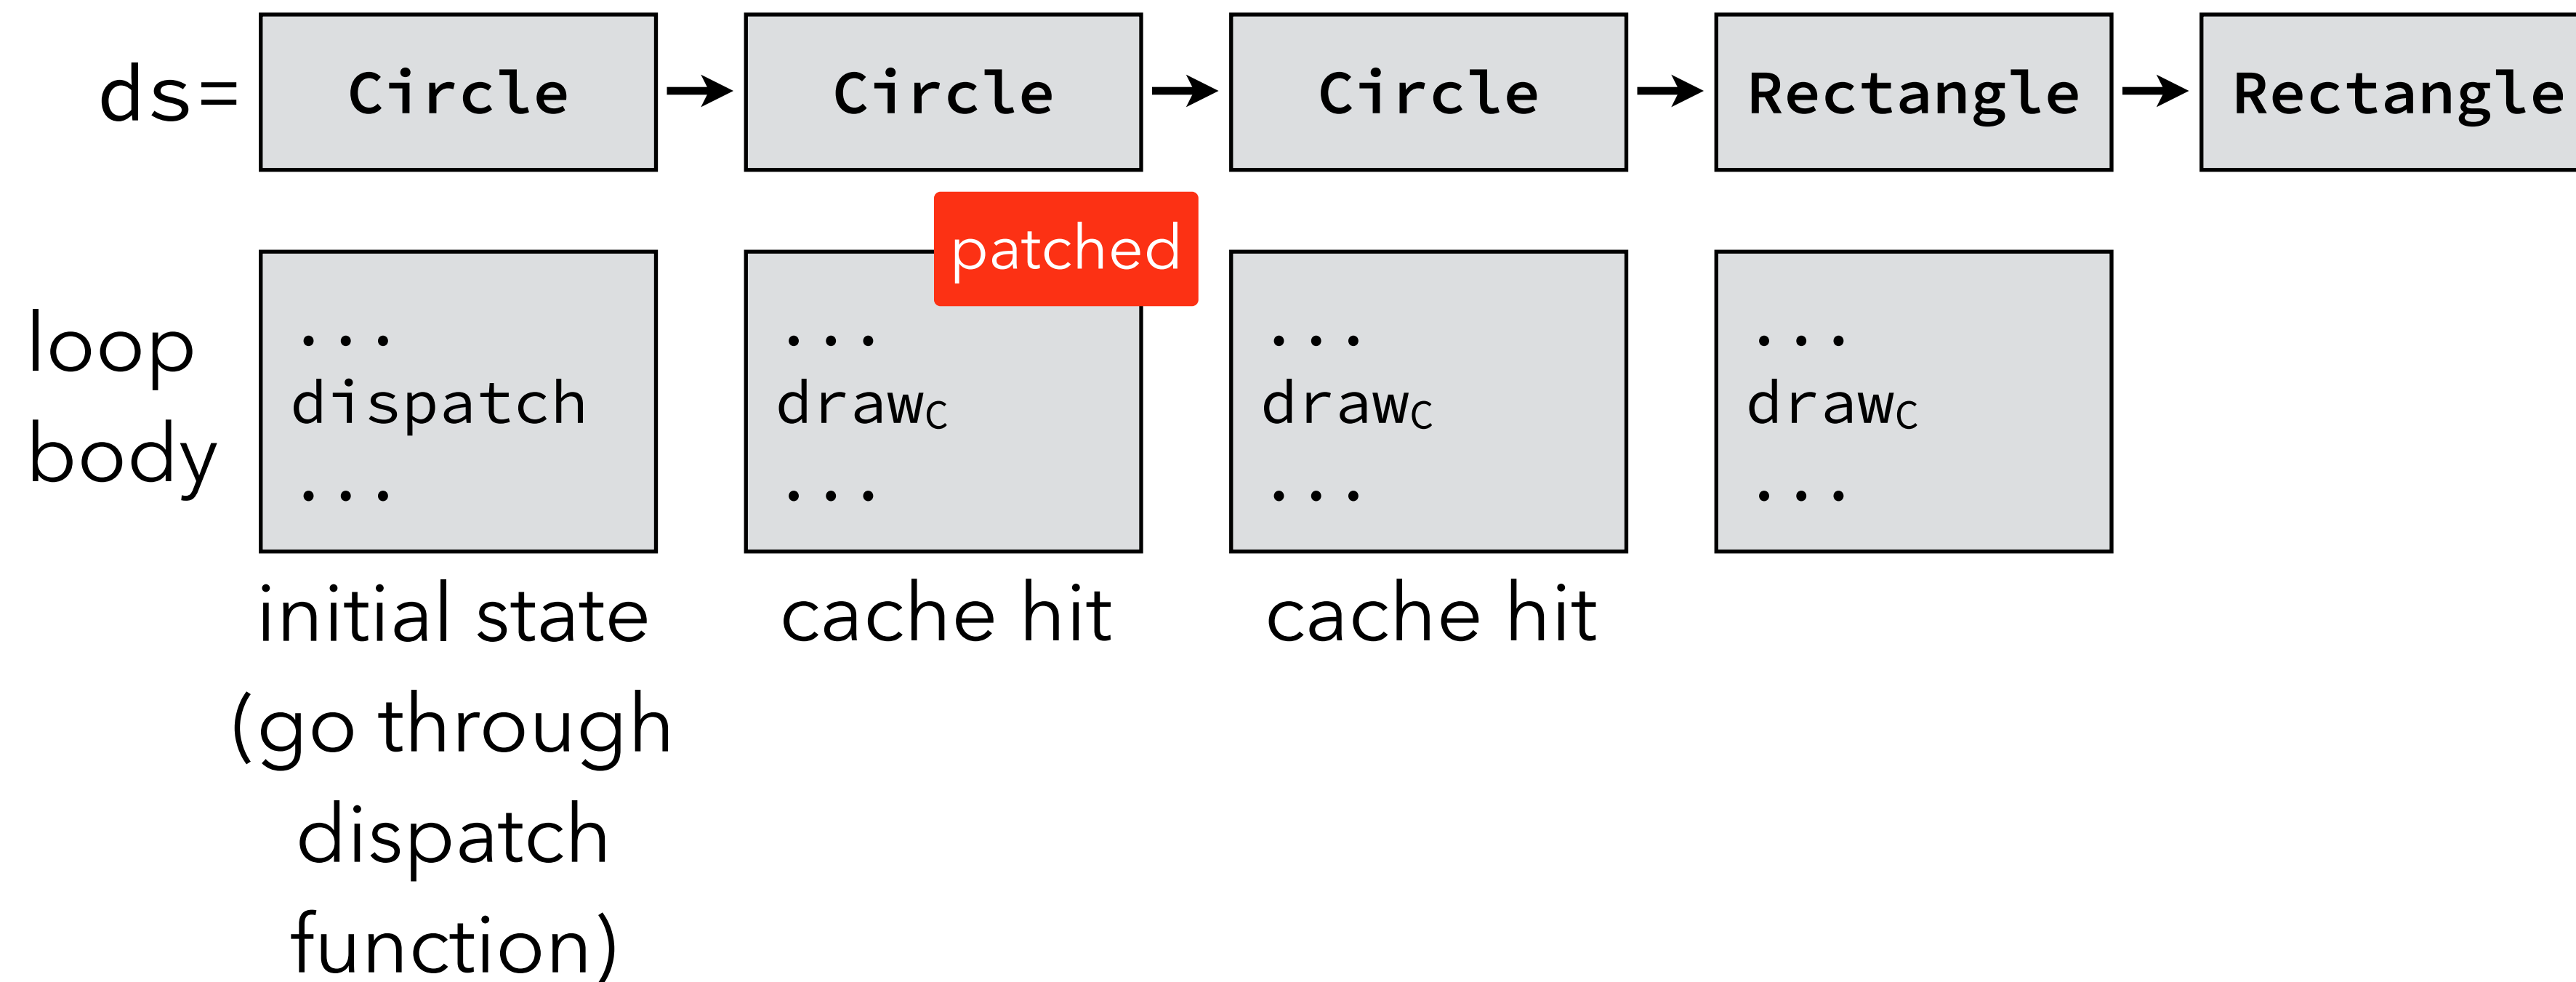 ds= Circle Circle Circle Rectangle Rectangle
patched
loop
body
...
dispatch
...
...
drawC
...
...
drawC
...
...
drawC
...
initial state
(go through
dispatch
function)
cache hit
cache hit